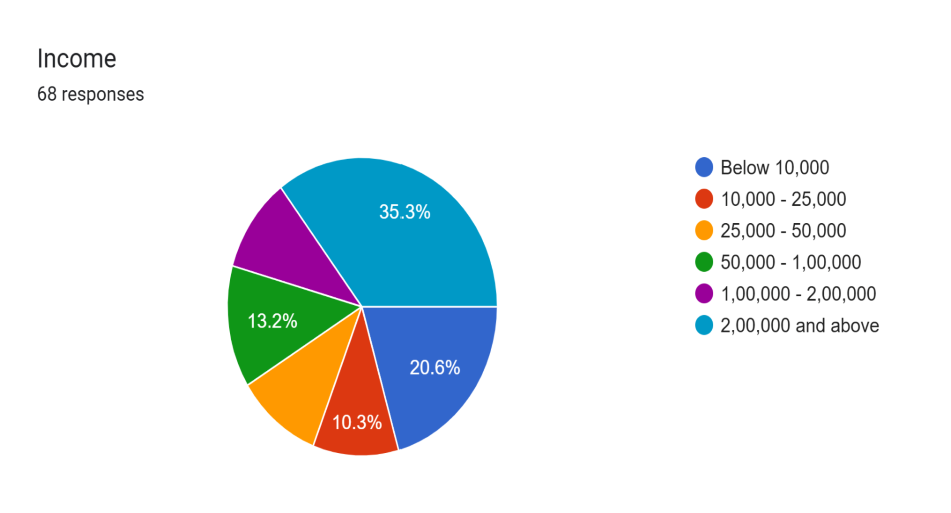 Income
68 responses
35.3%
13.2%
20.6%
10.3%
Below 10,000
10,000 - 25,000
25,000 - 50,000
50,000 - 1,00,000
1,00,000 - 2,00,000
2,00,000 and above